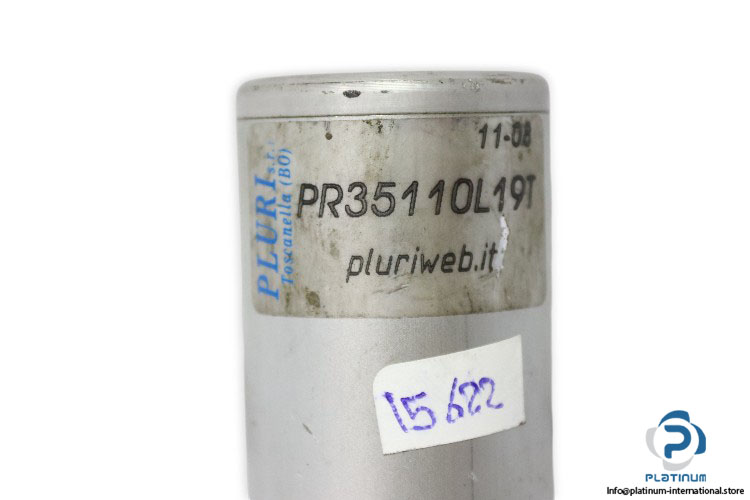 11-08
PLURI s.r.l.
Toscanella (BO)
PR35110L19T
pluriweb.it
15622
PLATINUM
Info@platinum-international.store